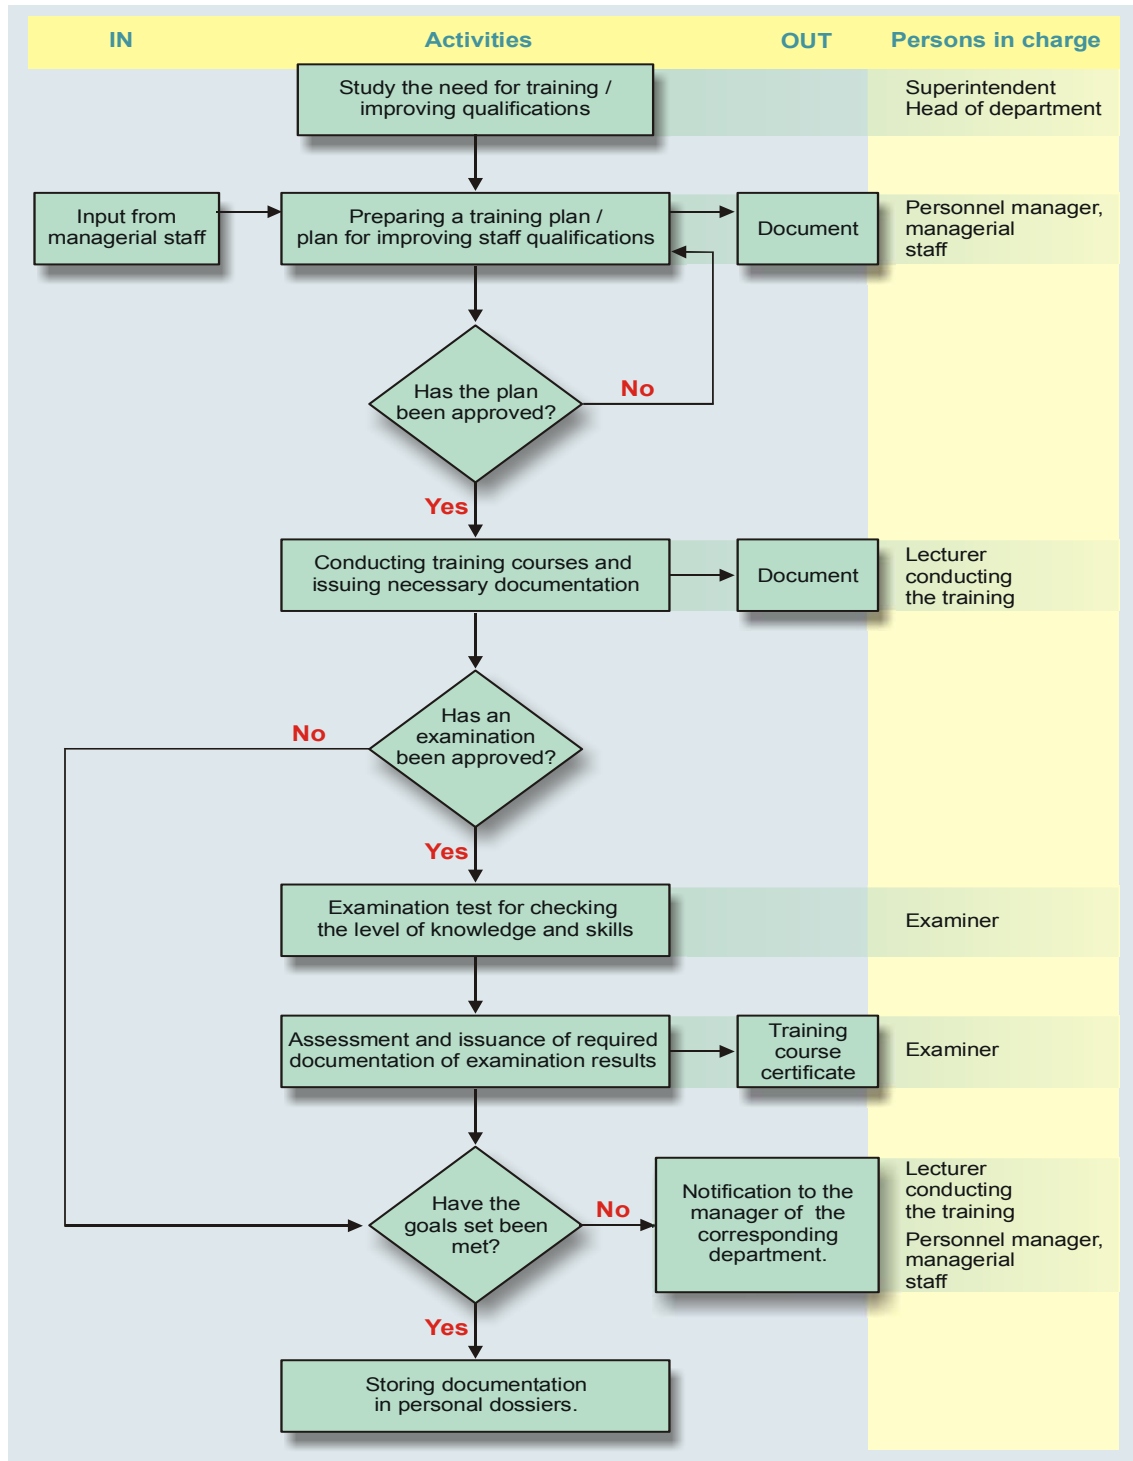 IN
Activities
OUT
Persons in charge
Study the need for training /
improving qualifications
Superintendent
Head of department
Input from
managerial staff
Preparing a training plan /
plan for improving staff qualifications
Document
Personnel manager,
managerial
staff
Has the plan
been approved?
No
Yes
Conducting training courses and
issuing necessary documentation
Document
Lecturer
conducting
the training
Has an
examination
been approved?
No
Yes
Examination test for checking
the level of knowledge and skills
Examiner
Assessment and issuance of required
documentation of examination results
Training
course
certificate
Examiner
Have the
goals set been
met?
No
Notification to the
manager of the
corresponding
department.
Lecturer
conducting
the training
Personnel manager,
managerial
staff
Yes
Storing documentation
in personal dossiers.